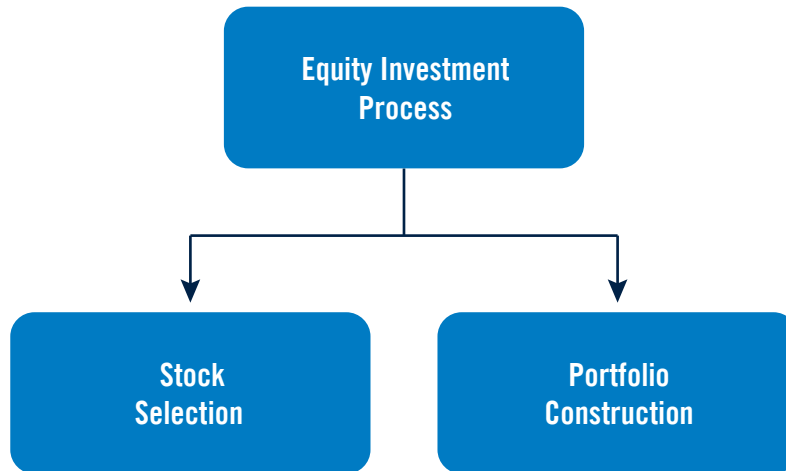 Equity Investment
Process
Stock
Selection
Portfolio
Construction